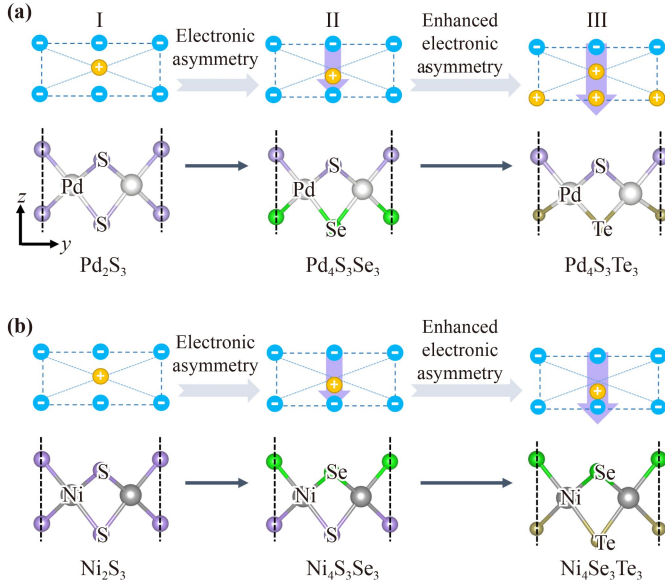 (a)
I
Electronic
asymmetry
II
Enhanced
electronic
asymmetry
III
+
+
+
+
+
+
S
Pd
S
z
y
Pd₂S₃
S
Pd
Se
Pd₄S₃Se₃
S
Pd
Te
Pd₄S₃Te₃
(b)
Electronic
asymmetry
Enhanced
electronic
asymmetry
+
+
+
S
Ni
S
Ni₂S₃
Se
Ni
S
Ni₄S₃Se₃
Se
Ni
Te
Ni₄Se₃Te₃